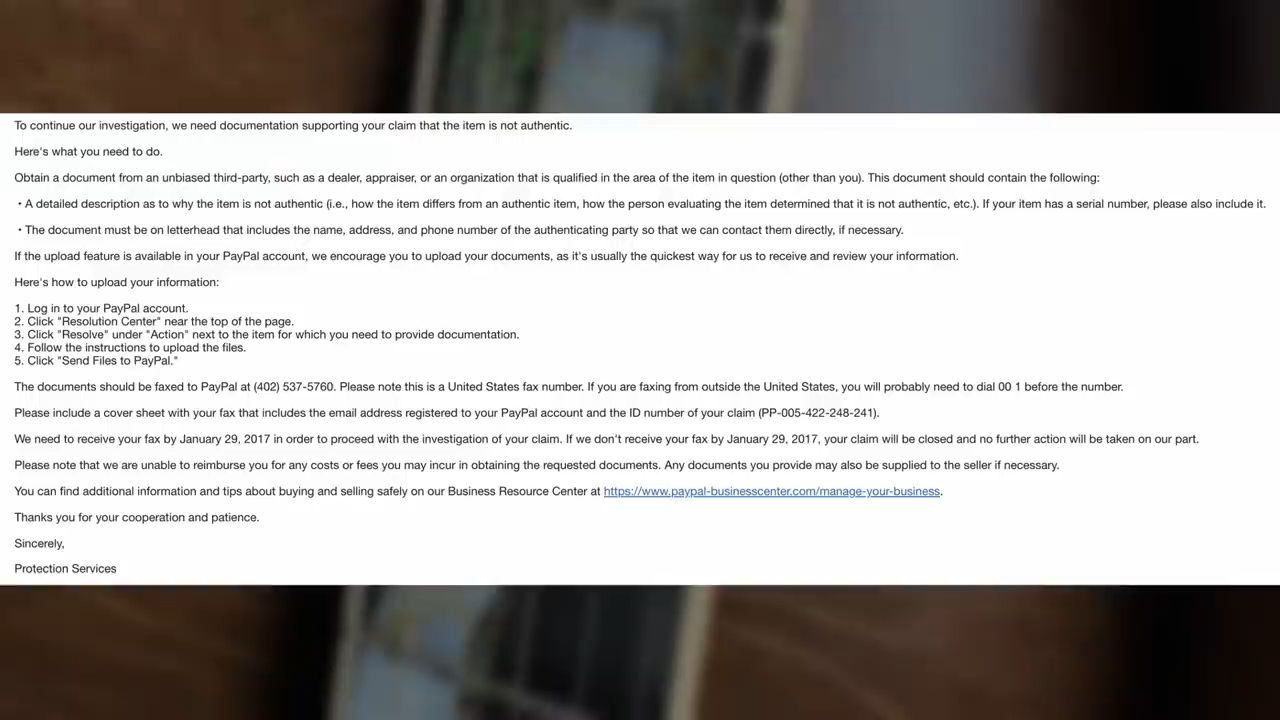 To continue our investigation, we need documentation supporting your claim that the item is not authentic.
Here's what you need to do.
Obtain a document from an unbiased third-party, such as a dealer, appraiser, or an organization that is qualified in the area of the item in question (other than you). This document should contain the following:
• A detailed description as to why the item is not authentic (i.e., how the item differs from an authentic item, how the person evaluating the item determined that it is not authentic, etc.). If your item has a serial number, please also include it.
• The document must be on letterhead that includes the name, address, and phone number of the authenticating party so that we can contact them directly, if necessary.
If the upload feature is available in your PayPal account, we encourage you to upload your documents, as it's usually the quickest way for us to receive and review your information.
Here's how to upload your information:
1. Log in to your PayPal account.
2. Click "Resolution Center" near the top of the page.
3. Click "Resolve" under "Action" next to the item for which you need to provide documentation.
4. Follow the instructions to upload the files.
5. Click "Send Files to PayPal."
The documents should be faxed to PayPal at (402) 537-5760. Please note this is a United States fax number. If you are faxing from outside the United States, you will probably need to dial 00 1 before the number.
Please include a cover sheet with your fax that includes the email address registered to your PayPal account and the ID number of your claim (PP-005-422-248-241).
We need to receive your fax by January 29, 2017 in order to proceed with the investigation of your claim. If we don't receive your fax by January 29, 2017, your claim will be closed and no further action will be taken on our part.
Please note that we are unable to reimburse you for any costs or fees you may incur in obtaining the requested documents. Any documents you provide may also be supplied to the seller if necessary.
You can find additional information and tips about buying and selling safely on our Business Resource Center at https://www.paypal-businesscenter.com/manage-your-business.
Thanks you for your cooperation and patience.
Sincerely,
Protection Services